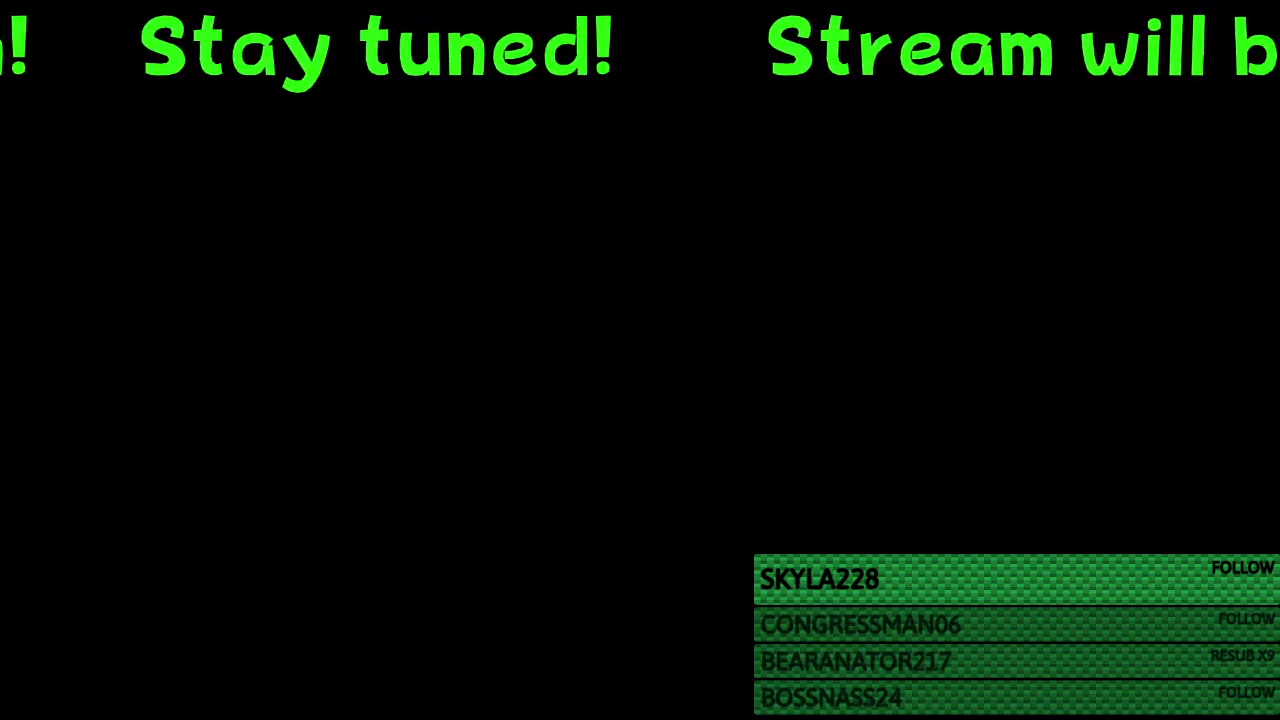 ! Stay tuned! Stream will b
SKYLA228 FOLLOW
CONGRESSMAN06 FOLLOW
BEARANATOR217 RESUB X9
BOSSNASS24 FOLLOW